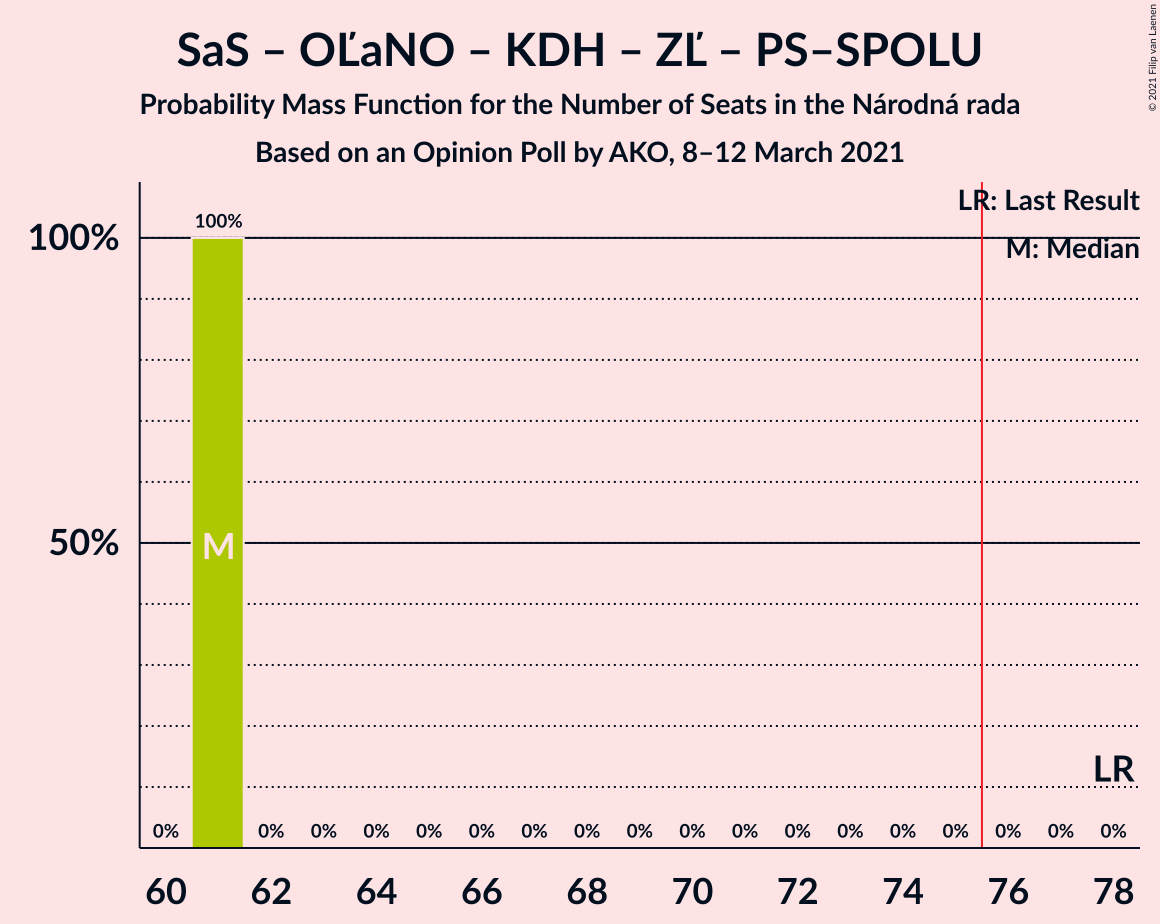 SaS – OĽaNO – KDH – ZĽ – PS–SPOLU
Probability Mass Function for the Number of Seats in the Národná rada
Based on an Opinion Poll by AKO, 8–12 March 2021
© 2021 Filip van Laenen
LR: Last Result
M: Median
100%
100%
50%
M
LR
0% 0% 0% 0% 0% 0% 0% 0% 0% 0% 0% 0% 0% 0% 0% 0% 0% 0%
60 62 64 66 68 70 72 74 76 78